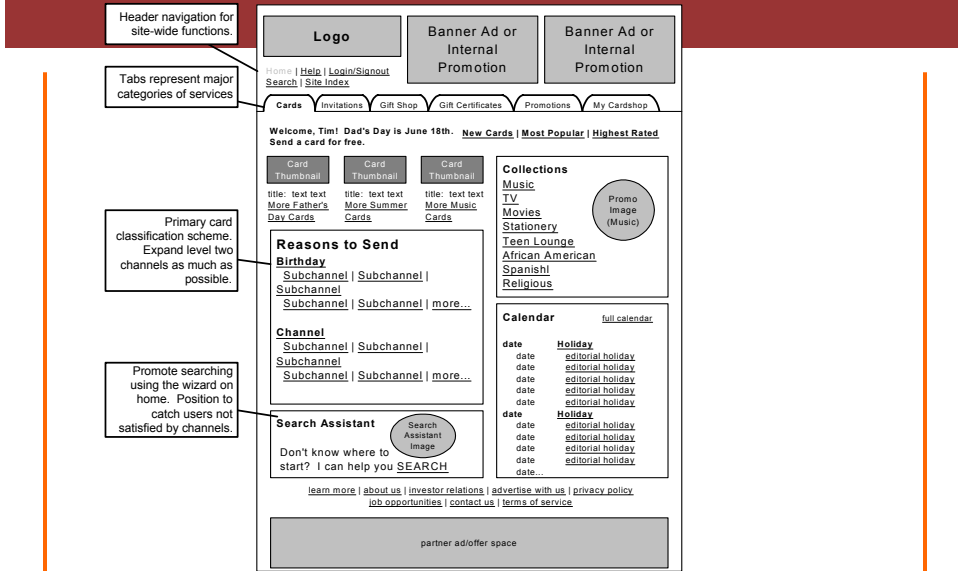 Header navigation for
site-wide functions.
Tabs represent major
categories of services
Primary card
classification scheme.
Expand level two
channels as much as
possible.
Promote searching
using the wizard on
home. Position to
catch users not
satisfied by channels.
Logo
Banner Ad or
Internal
Promotion
Banner Ad or
Internal
Promotion
Home | Help | Login/Signout
Search | Site Index
Cards
Invitations
Gift Shop
Gift Certificates
Promotions
My Cardshop
Welcome, Tim! Dad's Day is June 18th.
Send a card for free.
New Cards | Most Popular | Highest Rated
Card
Thumbnail
title: text text
More Father's
Day Cards
Card
Thumbnail
title: text text
More Summer
Cards
Card
Thumbnail
title: text text
More Music
Cards
Reasons to Send
Birthday
Subchannel | Subchannel |
Subchannel
Subchannel | Subchannel | more...
Channel
Subchannel | Subchannel |
Subchannel
Subchannel | Subchannel | more...
Search Assistant
Search
Assistant
Image
Don't know where to
start? I can help you SEARCH
Collections
Music
TV
Movies
Stationery
Teen Lounge
African American
Spanishl
Religious
Promo
Image
(Music)
Calendar full calendar
date Holiday
date editorial holiday
date editorial holiday
date editorial holiday
date editorial holiday
date editorial holiday
date Holiday
date editorial holiday
date editorial holiday
date editorial holiday
date editorial holiday
date...
learn more | about us | investor relations | advertise with us | privacy policy
job opportunities | contact us | terms of service
partner ad/offer space